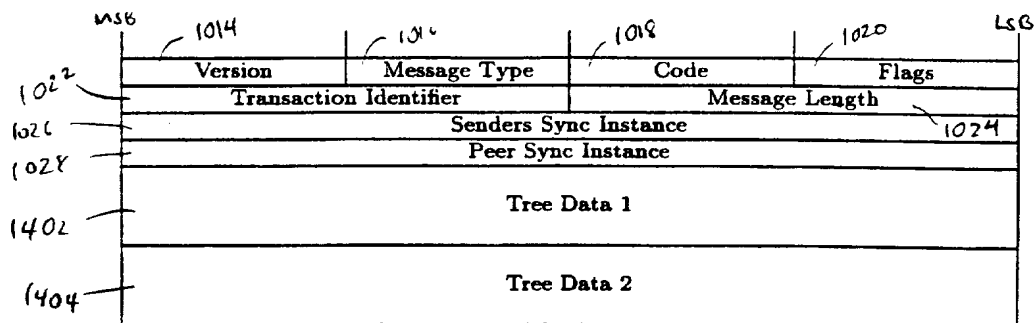 MSB LSB
1014 1016 1018 1020
Version Message Type Code Flags
1022 Transaction Identifier Message Length
1026 Senders Sync Instance 1024
1028 Peer Sync Instance
1402 Tree Data 1
1404 Tree Data 2